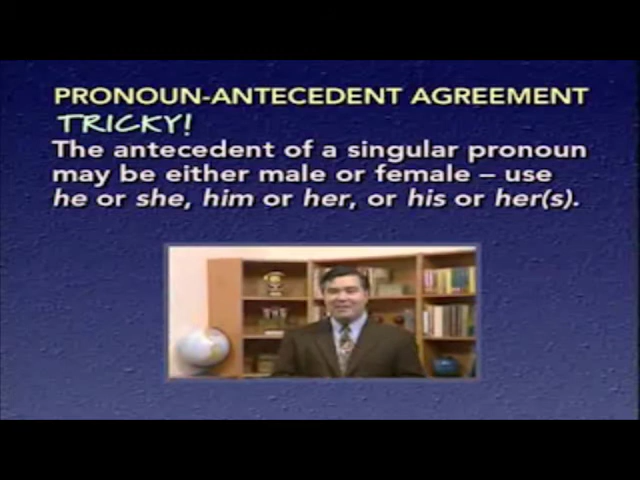 PRONOUN-ANTECEDENT AGREEMENT
TRICKY!
The antecedent of a singular pronoun
may be either male or female – use
he or she, him or her, or his or her(s).